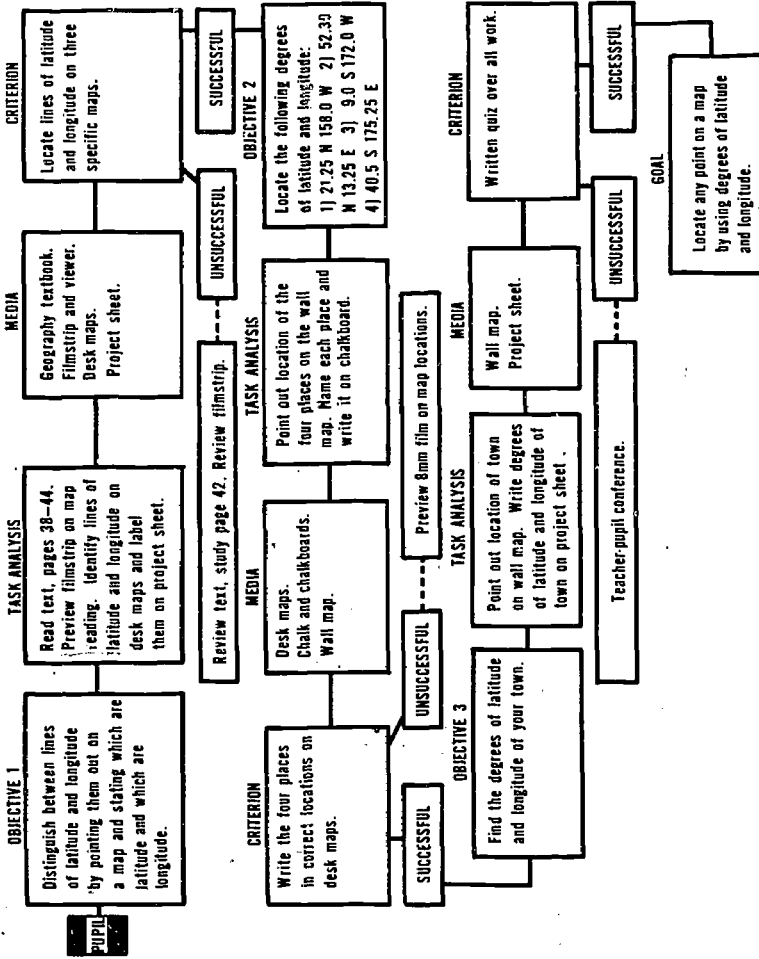 PUPIL
OBJECTIVE 1
Distinguish between lines
of latitude and longitude
by pointing them out on
a map and stating which are
latitude and which are
longitude.
TASK ANALYSIS
Read text, pages 38-44.
Preview filmstrip on map
reading. Identify lines of
latitude and longitude on
desk maps and label
them on project sheet.
MEDIA
Geography textbook.
Filmstrip and viewer.
Desk maps.
Project sheet.
CRITERION
Locate lines of latitude
and longitude on three
specific maps.
SUCCESSFUL
UNSUCCESSFUL
Review text, study page 42. Review filmstrip.
OBJECTIVE 2
Locate the following degrees
of latitude and longitude:
1) 21.25 N 158.0 W 2) 52.30
N 13.25 E 3) 9.0 S 172.0 W
4) 40.5 S 175.25 E
TASK ANALYSIS
Point out location of the
four places on the wall
map. Name each place and
write it on chalkboard.
MEDIA
Desk maps.
Chalk and chalkboards.
Wall map.
CRITERION
Write the four places
in correct locations on
desk maps.
SUCCESSFUL
UNSUCCESSFUL
Preview 8mm film on map locations.
OBJECTIVE 3
Find the degrees of latitude
and longitude of your town.
TASK ANALYSIS
Point out location of town
on wall map. Write degrees
of latitude and longitude of
town on project sheet.
MEDIA
Wall map.
Project sheet.
CRITERION
Written quiz over all work.
SUCCESSFUL
UNSUCCESSFUL
Teacher-pupil conference.
GOAL
Locate any point on a map
by using degrees of latitude
and longitude.